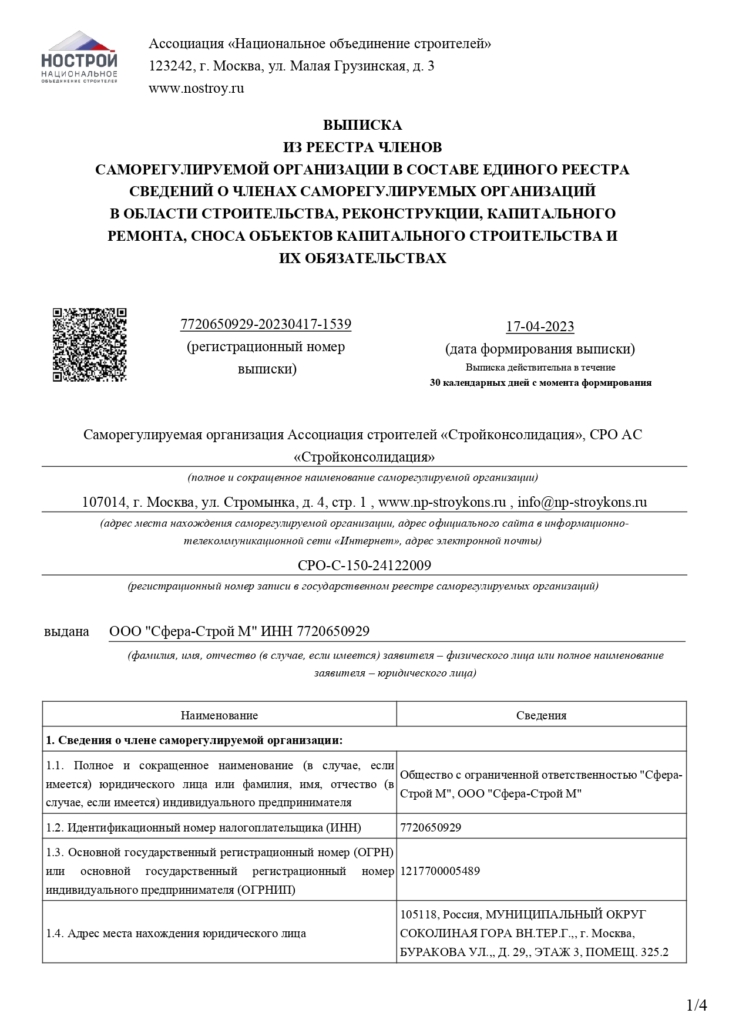 НОСТРОЙ
НАЦИОНАЛЬНОЕ
ОБЪЕДИНЕНИЕ СТРОИТЕЛЕЙ
Ассоциация «Национальное объединение строителей»
123242, г. Москва, ул. Малая Грузинская, д. 3
www.nostroy.ru
ВЫПИСКА
ИЗ РЕЕСТРА ЧЛЕНОВ
САМОРЕГУЛИРУЕМОЙ ОРГАНИЗАЦИИ В СОСТАВЕ ЕДИНОГО РЕЕСТРА
СВЕДЕНИЙ О ЧЛЕНАХ САМОРЕГУЛИРУЕМЫХ ОРГАНИЗАЦИЙ
В ОБЛАСТИ СТРОИТЕЛЬСТВА, РЕКОНСТРУКЦИИ, КАПИТАЛЬНОГО
РЕМОНТА, СНОСА ОБЪЕКТОВ КАПИТАЛЬНОГО СТРОИТЕЛЬСТВА И
ИХ ОБЯЗАТЕЛЬСТВАХ
7720650929-20230417-1539
(регистрационный номер
выписки)
17-04-2023
(дата формирования выписки)
Выписка действительна в течение
30 календарных дней с момента формирования
Саморегулируемая организация Ассоциация строителей «Стройконсолидация», СРО АС
«Стройконсолидация»
(полное и сокращенное наименование саморегулируемой организации)
107014, г. Москва, ул. Стромынка, д. 4, стр. 1 , www.np-stroykons.ru , info@np-stroykons.ru
(адрес места нахождения саморегулируемой организации, адрес официального сайта в информационно-
телекоммуникационной сети «Интернет», адрес электронной почты)
СРО-С-150-24122009
(регистрационный номер записи в государственном реестре саморегулируемых организаций)
выдана ООО "Сфера-Строй М" ИНН 7720650929
(фамилия, имя, отчество (в случае, если имеется) заявителя – физического лица или полное наименование
заявителя – юридического лица)
Наименование
Сведения
1. Сведения о члене саморегулируемой организации:
1.1. Полное и сокращенное наименование (в случае, если
имеется) юридического лица или фамилия, имя, отчество (в
случае, если имеется) индивидуального предпринимателя
Общество с ограниченной ответственностью "Сфера-
Строй М", ООО "Сфера-Строй М"
1.2. Идентификационный номер налогоплательщика (ИНН)
7720650929
1.3. Основной государственный регистрационный номер (ОГРН)
или основной государственный регистрационный номер
индивидуального предпринимателя (ОГРНИП)
1217700005489
1.4. Адрес места нахождения юридического лица
105118, Россия, МУНИЦИПАЛЬНЫЙ ОКРУГ
СОКОЛИНАЯ ГОРА ВН.ТЕР.Г.,, г. Москва,
БУРАКОВА УЛ.,, Д. 29,, ЭТАЖ 3, ПОМЕЩ. 325.2
1/4